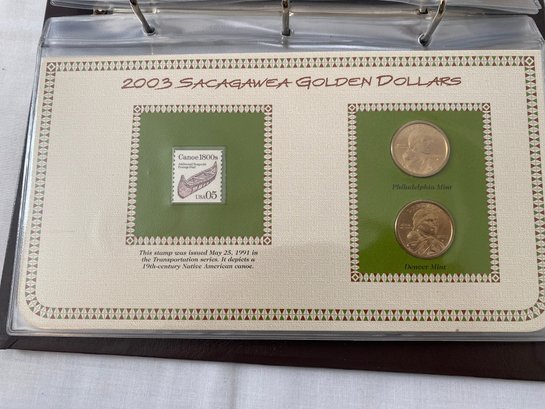 2003 SACAGAWEA GOLDEN DOLLARS
Canoe 1800s
USA 05
This stamp was issued May 25, 1991 in
the Transportation series. It depicts a
19th-century Native American canoe.
Philadelphia Mint
Denver Mint